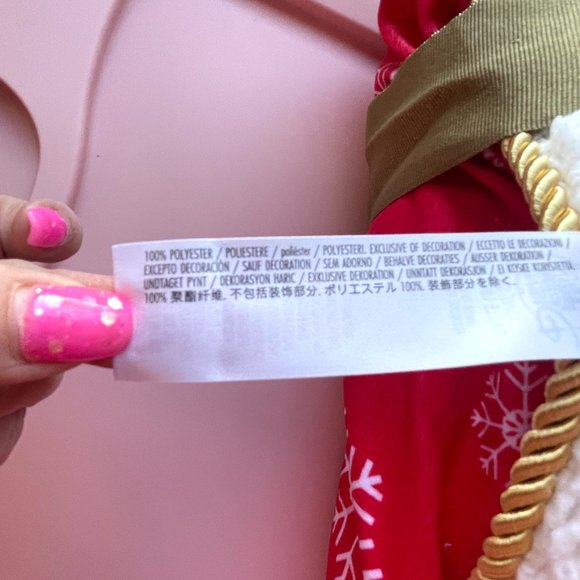 100% POLYESTER / POLIESTERE / poliéster / POLYESTERI. EXCLUSIVE OF DECORATION / ECCETTO LE DECORAZIONI /
EXCEPTO DECORACIÓN / SAUF DÉCORATION / SEM ADORNO / BEHALVE DECORATIES / AUSSER DEKORATION /
UNDTAGET PYNT / DEKORASYON HARIC / EXKLUSIVE DEKORATION / UNNTATT DEKORASJON / EI KOSKE KORISTETTA.
100% 聚酯纤维. 不包括装饰部分. ポリエステル 100%. 装飾部分を除く.